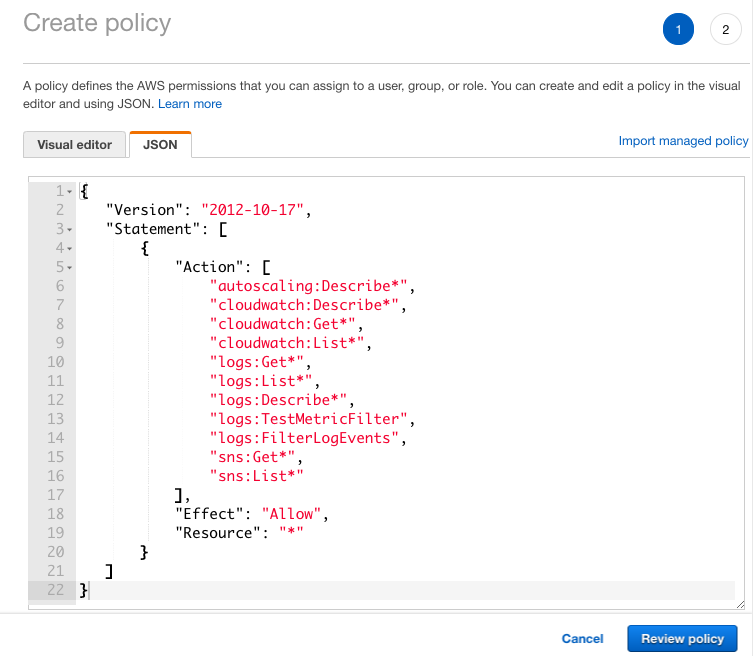 Create policy
1
2
A policy defines the AWS permissions that you can assign to a user, group, or role. You can create and edit a policy in the visual
editor and using JSON. Learn more
Visual editor
JSON
Import managed policy
1 {
2 "Version": "2012-10-17",
3 "Statement": [
4 {
5 "Action": [
6 "autoscaling:Describe*",
7 "cloudwatch:Describe*",
8 "cloudwatch:Get*",
9 "cloudwatch:List*",
10 "logs:Get*",
11 "logs:List*",
12 "logs:Describe*",
13 "logs:TestMetricFilter",
14 "logs:FilterLogEvents",
15 "sns:Get*",
16 "sns:List*"
17 ],
18 "Effect": "Allow",
19 "Resource": "*"
20 }
21 ]
22 }
Cancel
Review policy